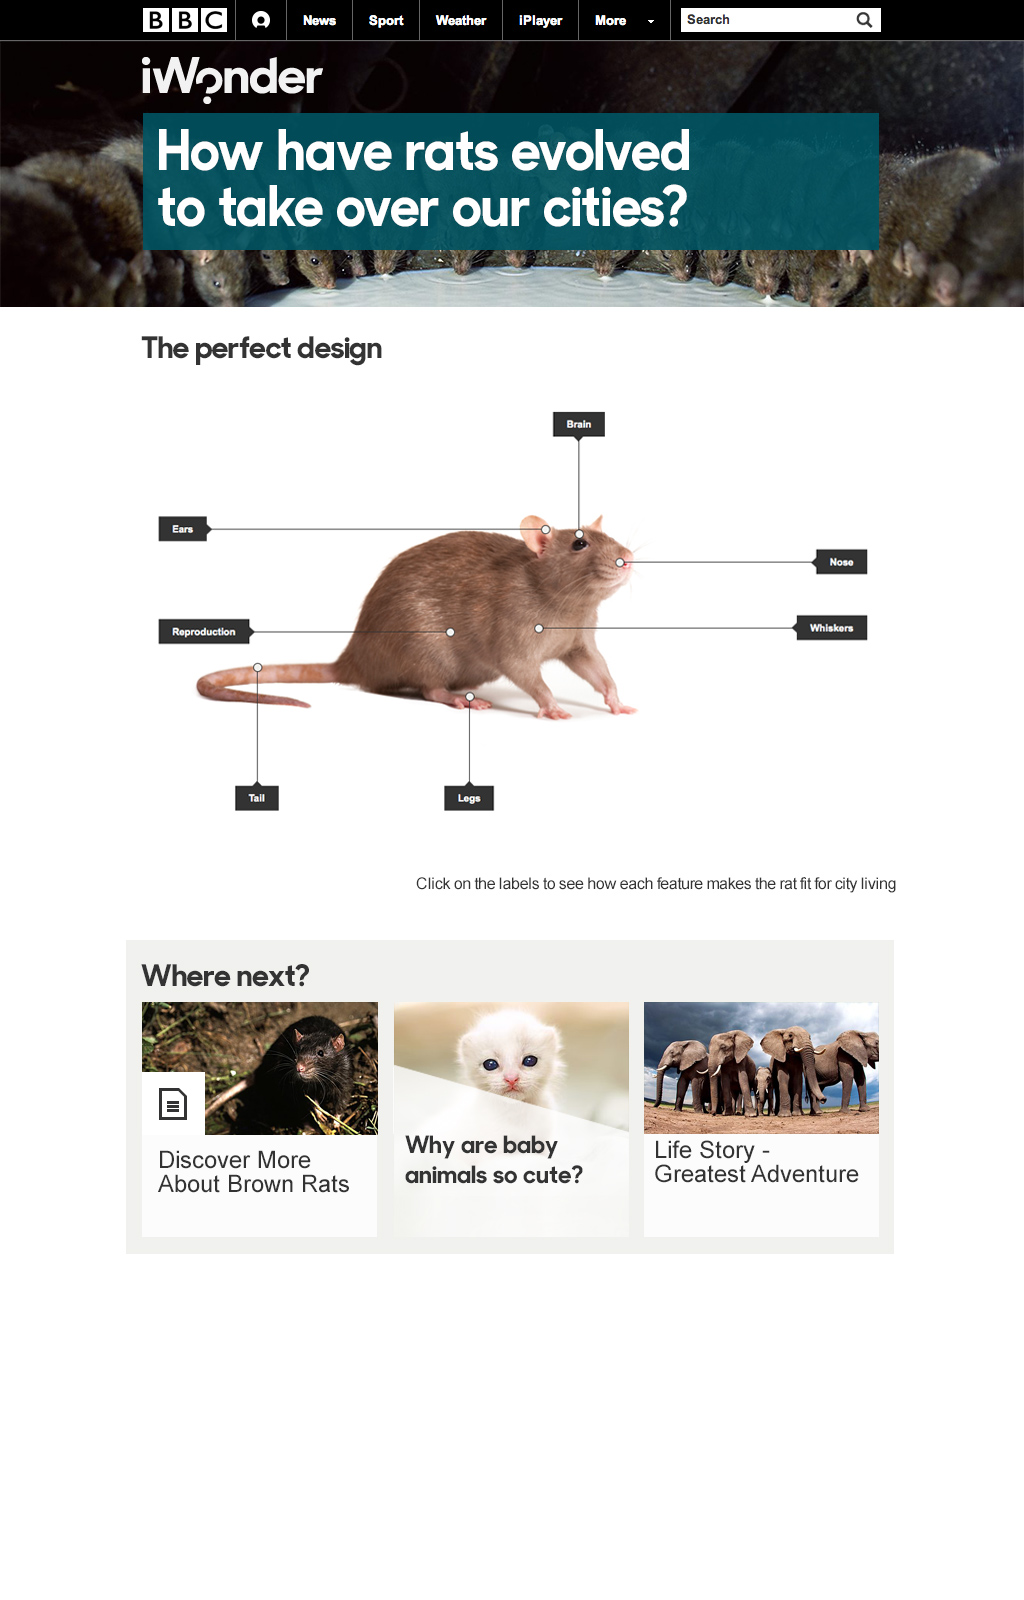 BBC News Sport Weather iPlayer More Search
iWonder
How have rats evolved
to take over our cities?
The perfect design
Brain
Ears
Nose
Reproduction
Whiskers
Tail
Legs
Click on the labels to see how each feature makes the rat fit for city living
Where next?
Discover More
About Brown Rats
Why are baby
animals so cute?
Life Story -
Greatest Adventure